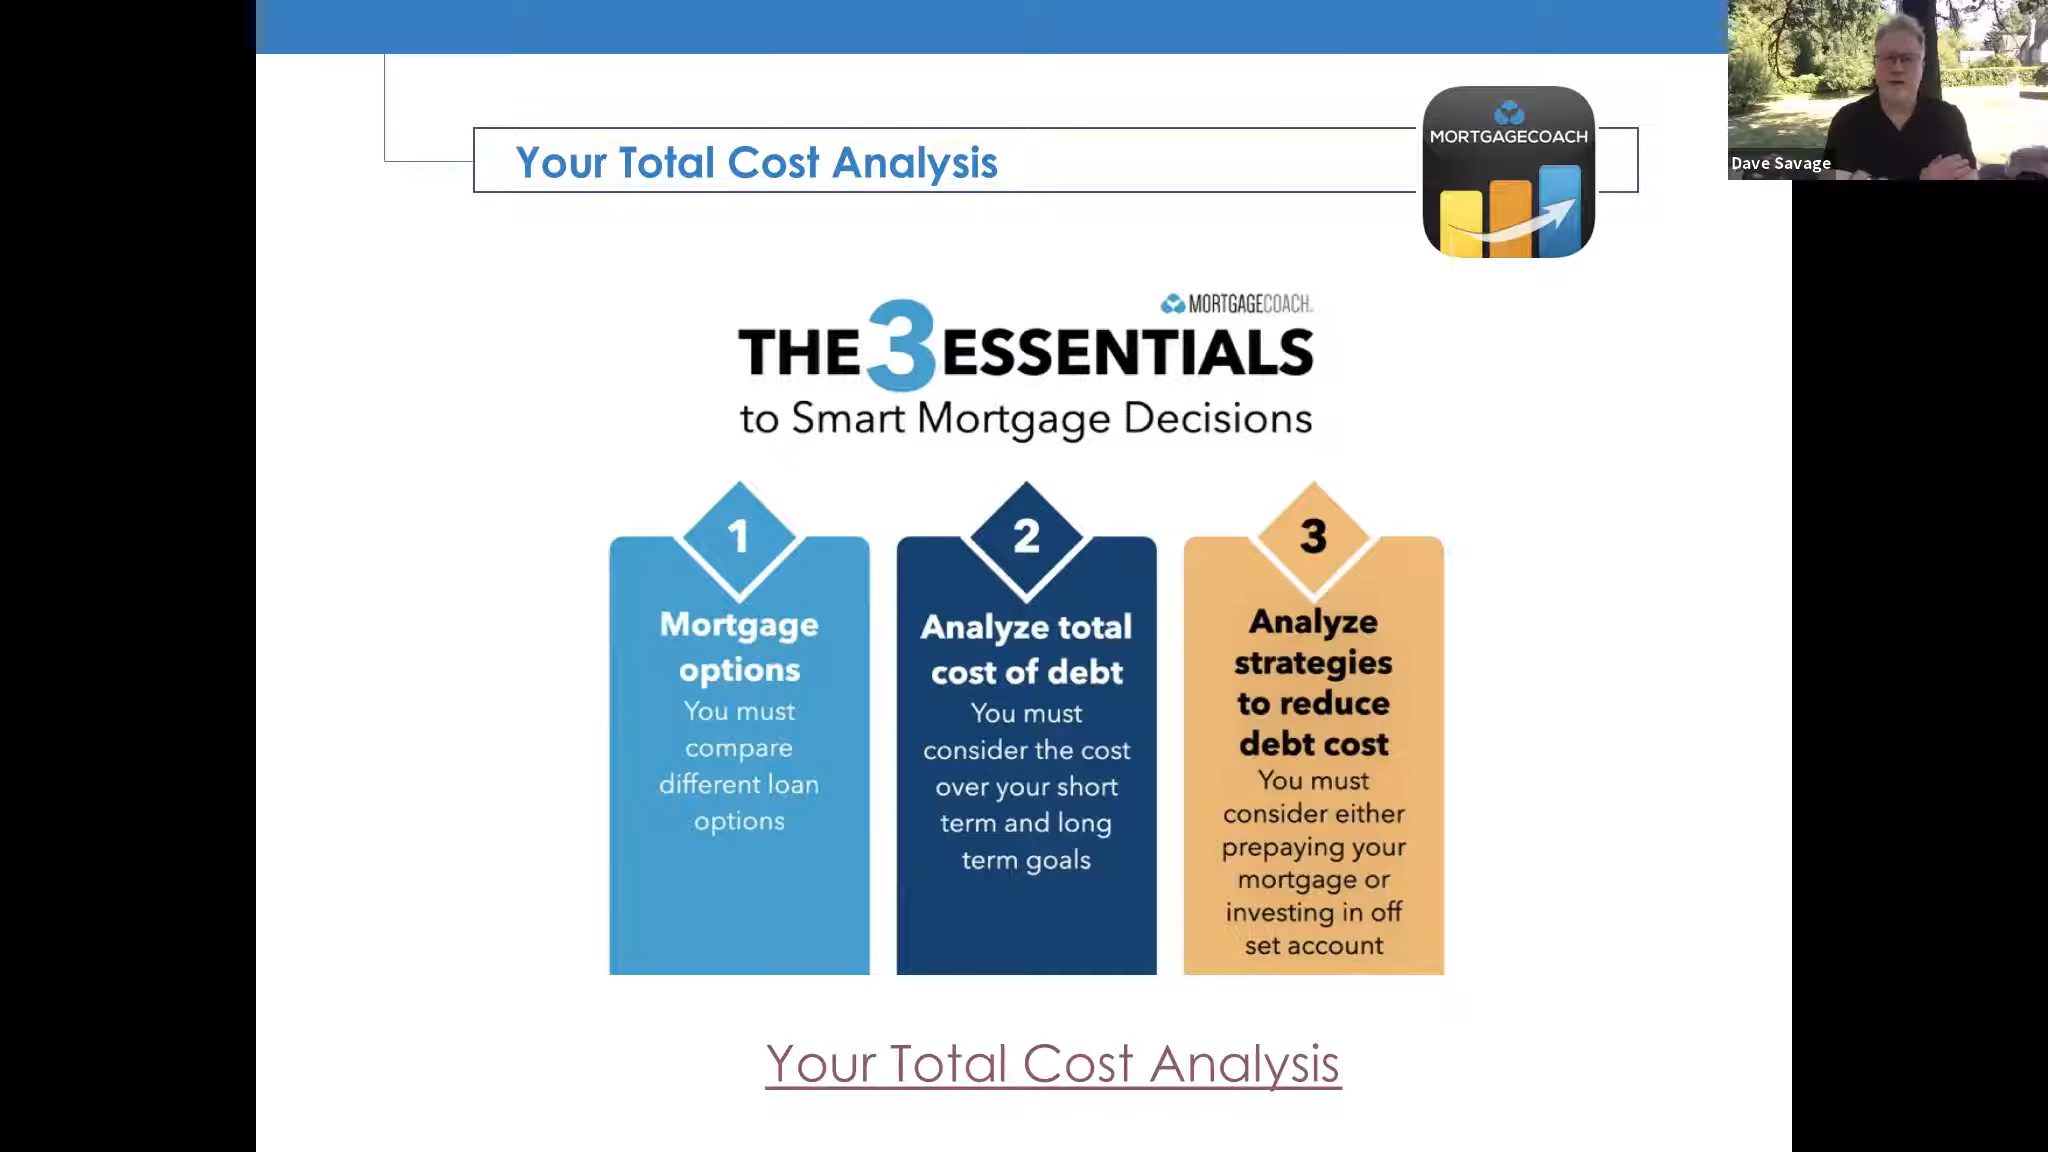 Your Total Cost Analysis
MORTGAGECOACH
Dave Savage
MORTGAGECOACH
THE 3 ESSENTIALS
to Smart Mortgage Decisions
1
Mortgage
options
You must
compare
different loan
options
2
Analyze total
cost of debt
You must
consider the cost
over your short
term and long
term goals
3
Analyze
strategies
to reduce
debt cost
You must
consider either
prepaying your
mortgage or
investing in off
set account
Your Total Cost Analysis